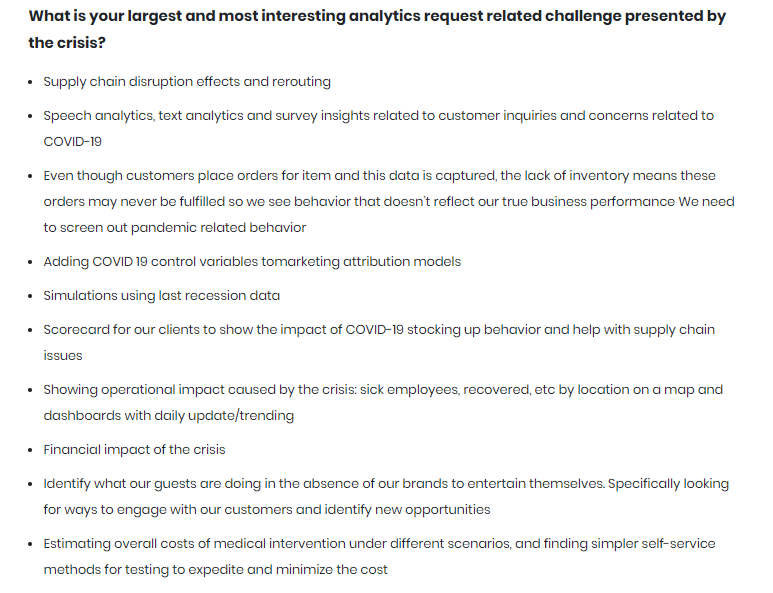 What is your largest and most interesting analytics request related challenge presented by
the crisis?
• Supply chain disruption effects and rerouting
• Speech analytics, text analytics and survey insights related to customer inquiries and concerns related to
COVID-19
• Even though customers place orders for item and this data is captured, the lack of inventory means these
orders may never be fulfilled so we see behavior that doesn't reflect our true business performance We need
to screen out pandemic related behavior
• Adding COVID 19 control variables tomarketing attribution models
• Simulations using last recession data
• Scorecard for our clients to show the impact of COVID-19 stocking up behavior and help with supply chain
issues
• Showing operational impact caused by the crisis: sick employees, recovered, etc by location on a map and
dashboards with daily update/trending
• Financial impact of the crisis
• Identify what our guests are doing in the absence of our brands to entertain themselves. Specifically looking
for ways to engage with our customers and identify new opportunities
• Estimating overall costs of medical intervention under different scenarios, and finding simpler self-service
methods for testing to expedite and minimize the cost